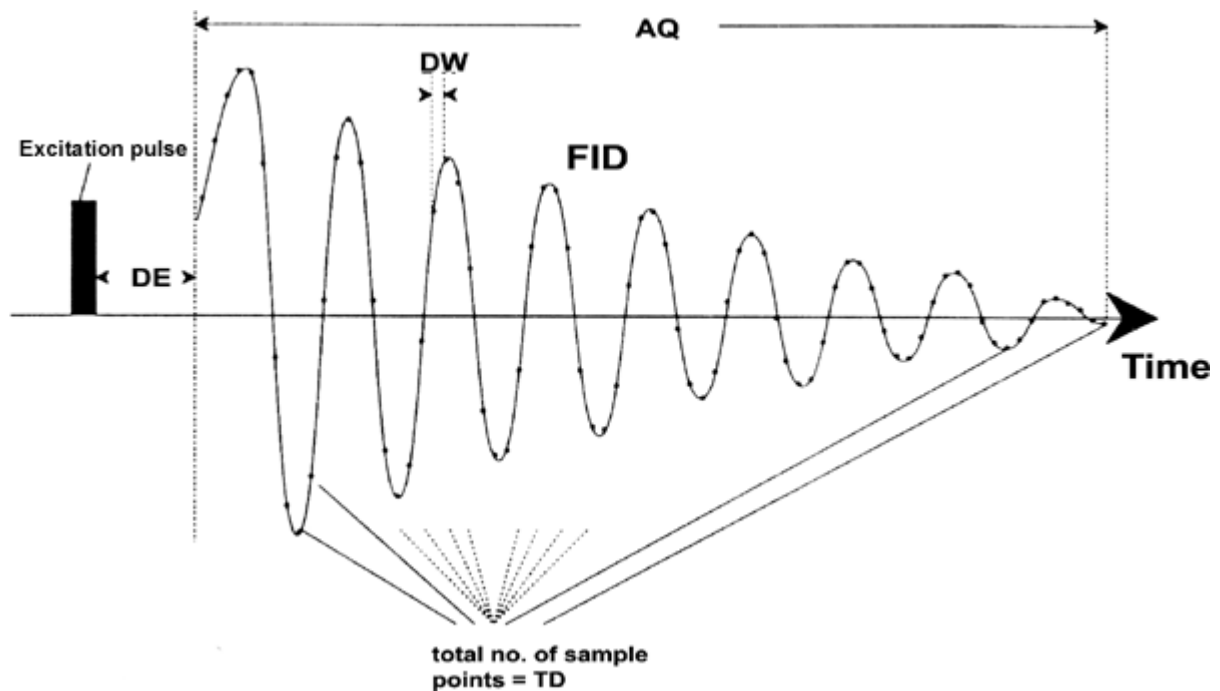 AQ
DW
FID
Excitation pulse
DE
Time
total no. of sample
points = TD